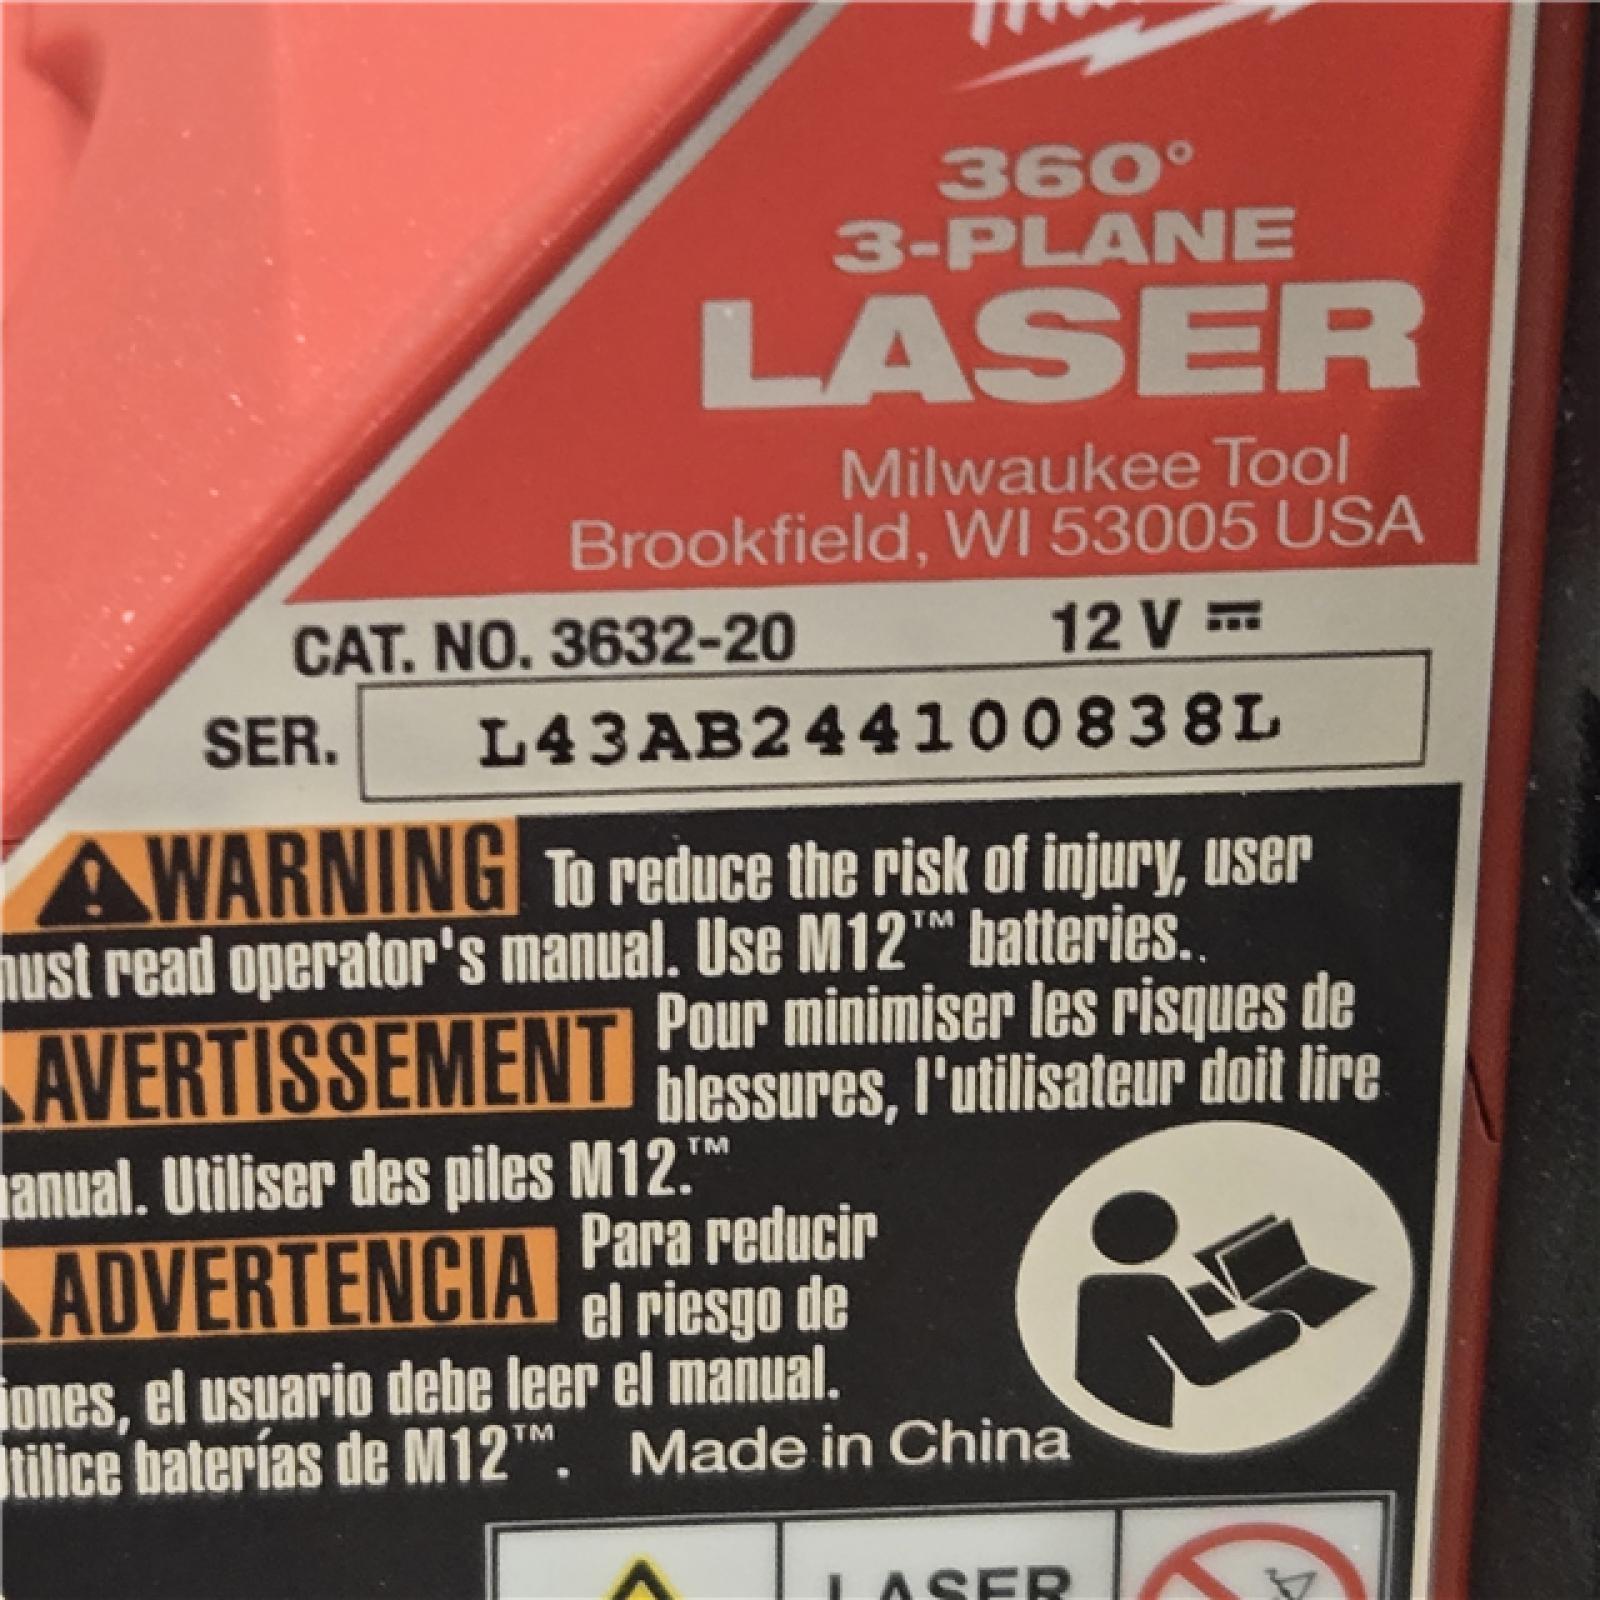 360°
3-PLANE
LASER
Milwaukee Tool
Brookfield, WI 53005 USA
CAT. NO. 3632-20 12 V
SER. L43AB244100838L
WARNING To reduce the risk of injury, user
must read operator's manual. Use M12™ batteries..
AVERTISSEMENT Pour minimiser les risques de
blessures, l'utilisateur doit lire
manual. Utiliser des piles M12.™
ADVERTENCIA Para reducir
el riesgo de
iones, el usuario debe leer el manual.
tilice baterías de M12™. Made in China
LASER